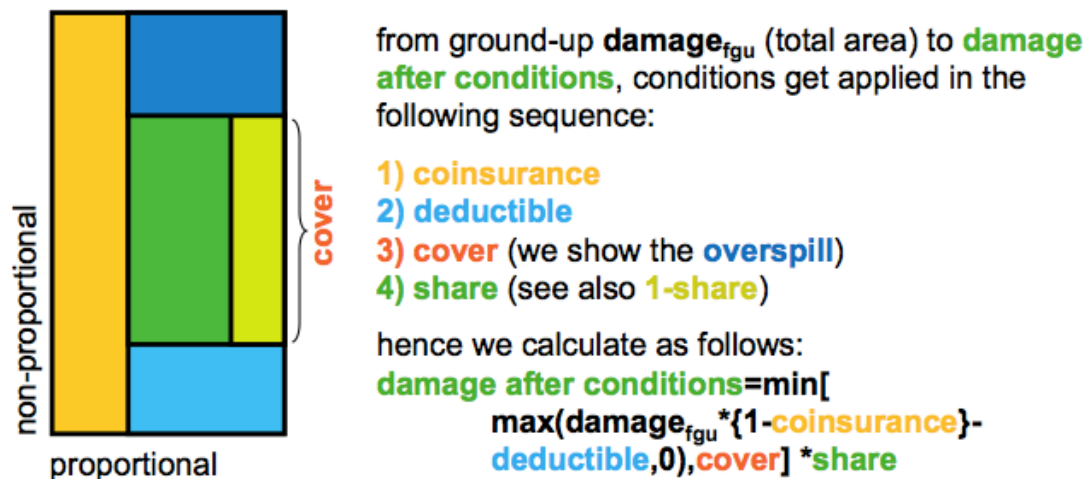 non-proportional
proportional
cover
from ground-up damagefgu (total area) to damage
after conditions, conditions get applied in the
following sequence:
1) coinsurance
2) deductible
3) cover (we show the overspill)
4) share (see also 1-share)
hence we calculate as follows:
damage after conditions=min[
max(damagefgu*{1-coinsurance}-
deductible,0),cover] *share